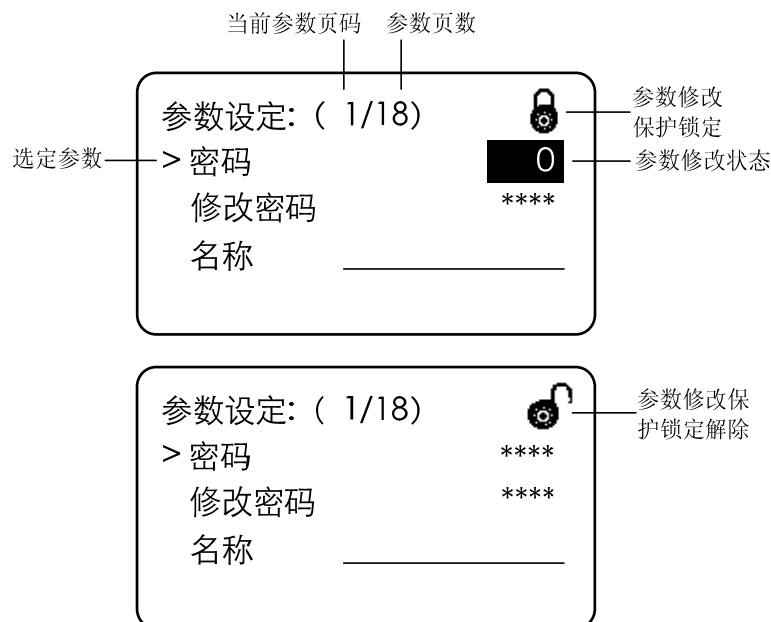 当前参数页码 参数页数
参数设定: ( 1/18)
参数修改
保护锁定
选定参数
> 密码 0
参数修改状态
修改密码 ****
名称
参数设定: ( 1/18)
参数修改保
护锁定解除
> 密码 ****
修改密码 ****
名称